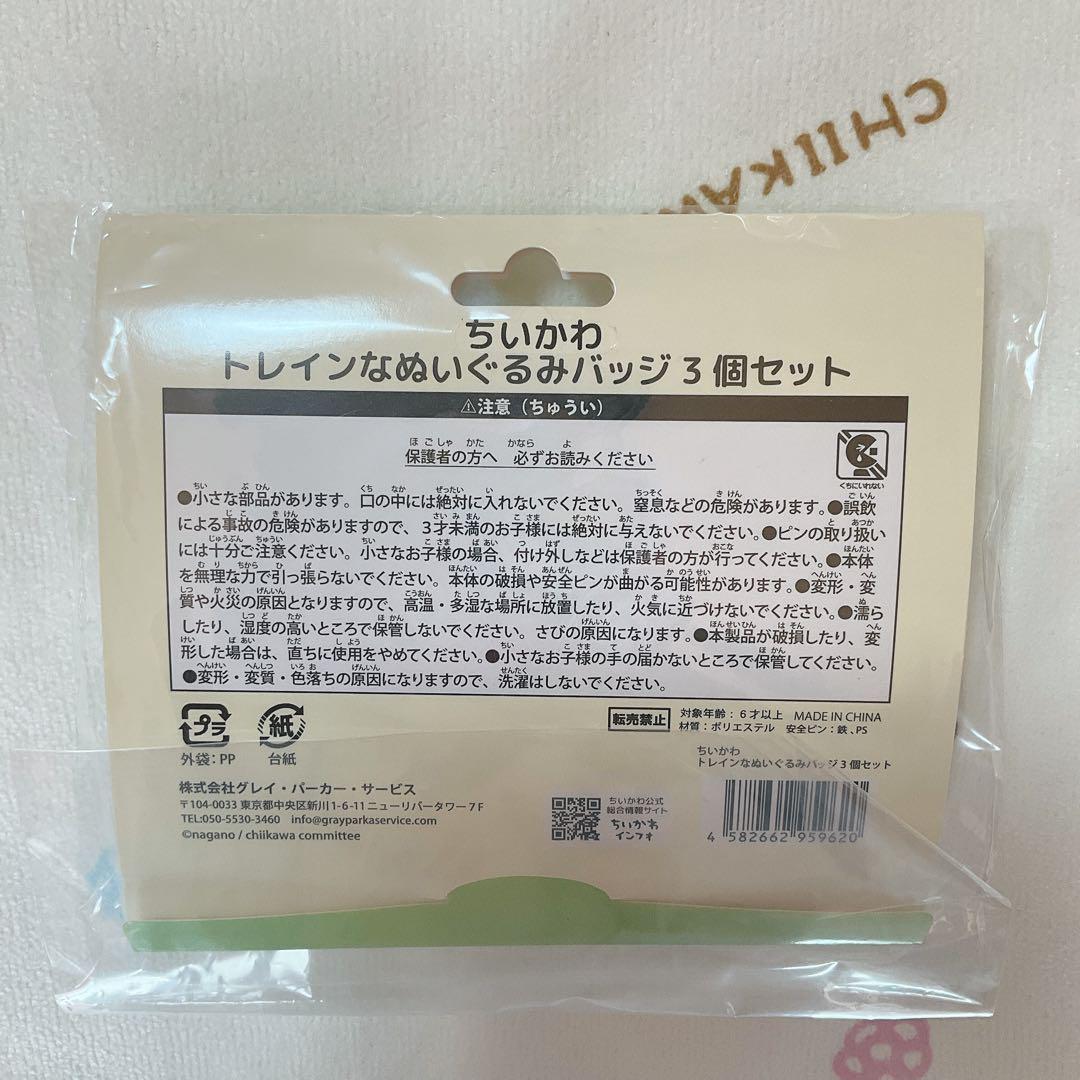 CHIIKAW
ちいかわ
トレインなぬいぐるみバッジ3個セット
⚠注意（ちゅうい）
保護者の方へ 必ずお読みください
くちにいれない
●小さな部品があります。口の中には絶対に入れないでください。窒息などの危険があります。●誤飲
による事故の危険がありますので、3才未満のお子様には絶対に与えないでください。●ピンの取り扱い
には十分ご注意ください。小さなお子様の場合、付け外しなどは保護者の方が行ってください。●本体
を無理な力で引っ張らないでください。本体の破損や安全ピンが曲がる可能性があります。●変形・変
質や火災の原因となりますので、高温・多湿な場所に放置したり、火気に近づけないでください。●濡ら
したり、湿度の高いところで保管しないでください。さびの原因になります。●本製品が破損したり、変
形した場合は、直ちに使用をやめてください。●小さなお子様の手の届かないところで保管してください。
●変形・変質・色落ちの原因になりますので、洗濯はしないでください。
プラ
外袋：PP
紙
台紙
転売禁止
対象年齢：6才以上 MADE IN CHINA
材質：ポリエステル 安全ピン：鉄、PS
ちいかわ
トレインなぬいぐるみバッジ3個セット
株式会社グレイ・パーカー・サービス
〒104-0033 東京都中央区新川1-6-11ニューリバータワー7F
TEL:050-5530-3460 info@grayparkaservice.com
©nagano / chiikawa committee
ちいかわ公式
総合情報サイト
ちいかわ
インフォ
4 582662 959620